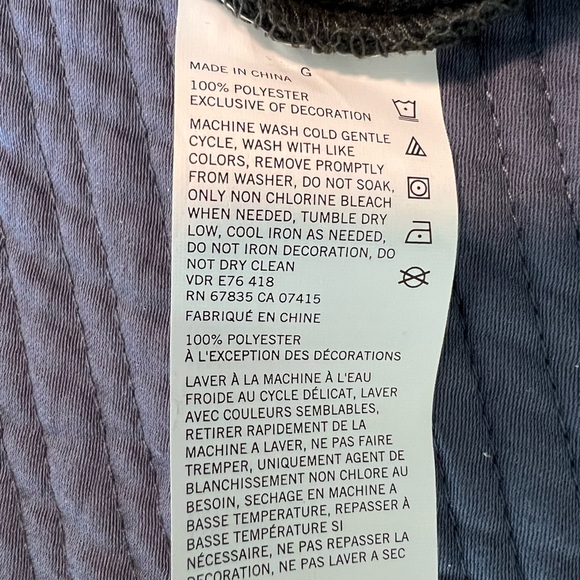 MADE IN CHINA G
100% POLYESTER
EXCLUSIVE OF DECORATION
MACHINE WASH COLD GENTLE
CYCLE, WASH WITH LIKE
COLORS, REMOVE PROMPTLY
FROM WASHER, DO NOT SOAK,
ONLY NON CHLORINE BLEACH
WHEN NEEDED, TUMBLE DRY
LOW, COOL IRON AS NEEDED,
DO NOT IRON DECORATION, DO
NOT DRY CLEAN
VDR E76 418
RN 67835 CA 07415
FABRIQUÉ EN CHINE
100% POLYESTER
À L'EXCEPTION DES DÉCORATIONS
LAVER À LA MACHINE À L'EAU
FROIDE AU CYCLE DÉLICAT, LAVER
AVEC COULEURS SEMBLABLES,
RETIRER RAPIDEMENT DE LA
MACHINE A LAVER, NE PAS FAIRE
TREMPER, UNIQUEMENT AGENT DE
BLANCHISSEMENT NON CHLORE AU
BESOIN, SECHAGE EN MACHINE A
BASSE TEMPERATURE, REPASSER À
BASSE TEMPÉRATURE SI
NÉCESSAIRE, NE PAS REPASSER LA
DECORATION, NE PAS LAVER A SEC